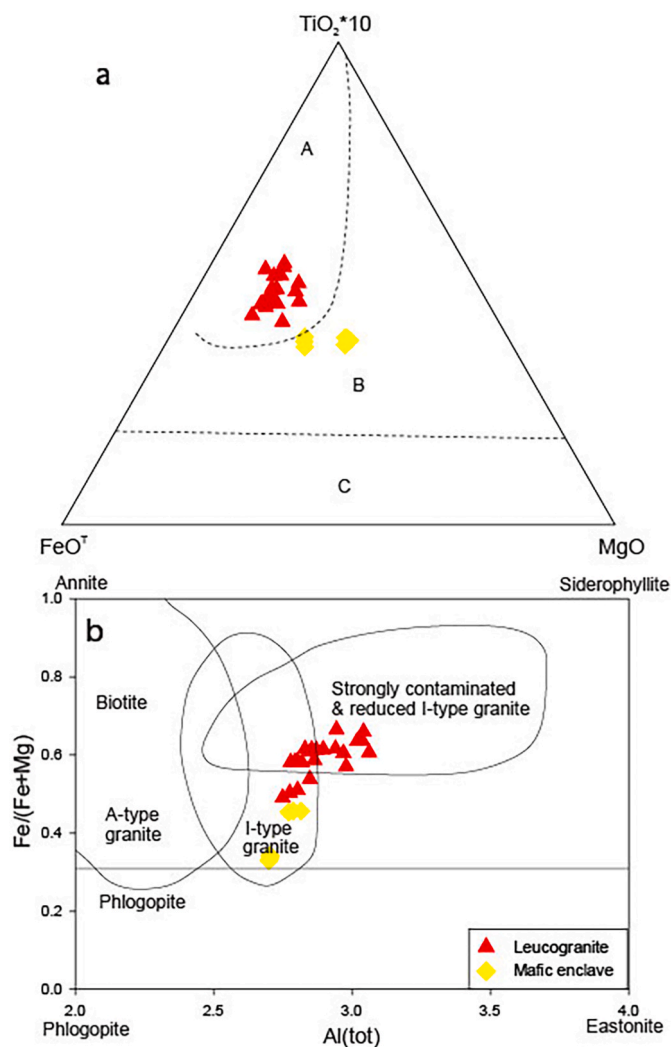 TiO₂*10
a
A
B
C
FeOᵀ
MgO
Annite
Siderophyllite
1.0
b
Biotite
Strongly contaminated
& reduced I-type granite
0.8
0.6
Fe/(Fe+Mg)
A-type
granite
I-type
granite
0.4
Phlogopite
0.2
Leucogranite
Mafic enclave
0.0
2.0
2.5
3.0
3.5
4.0
Phlogopite
Al(tot)
Eastonite